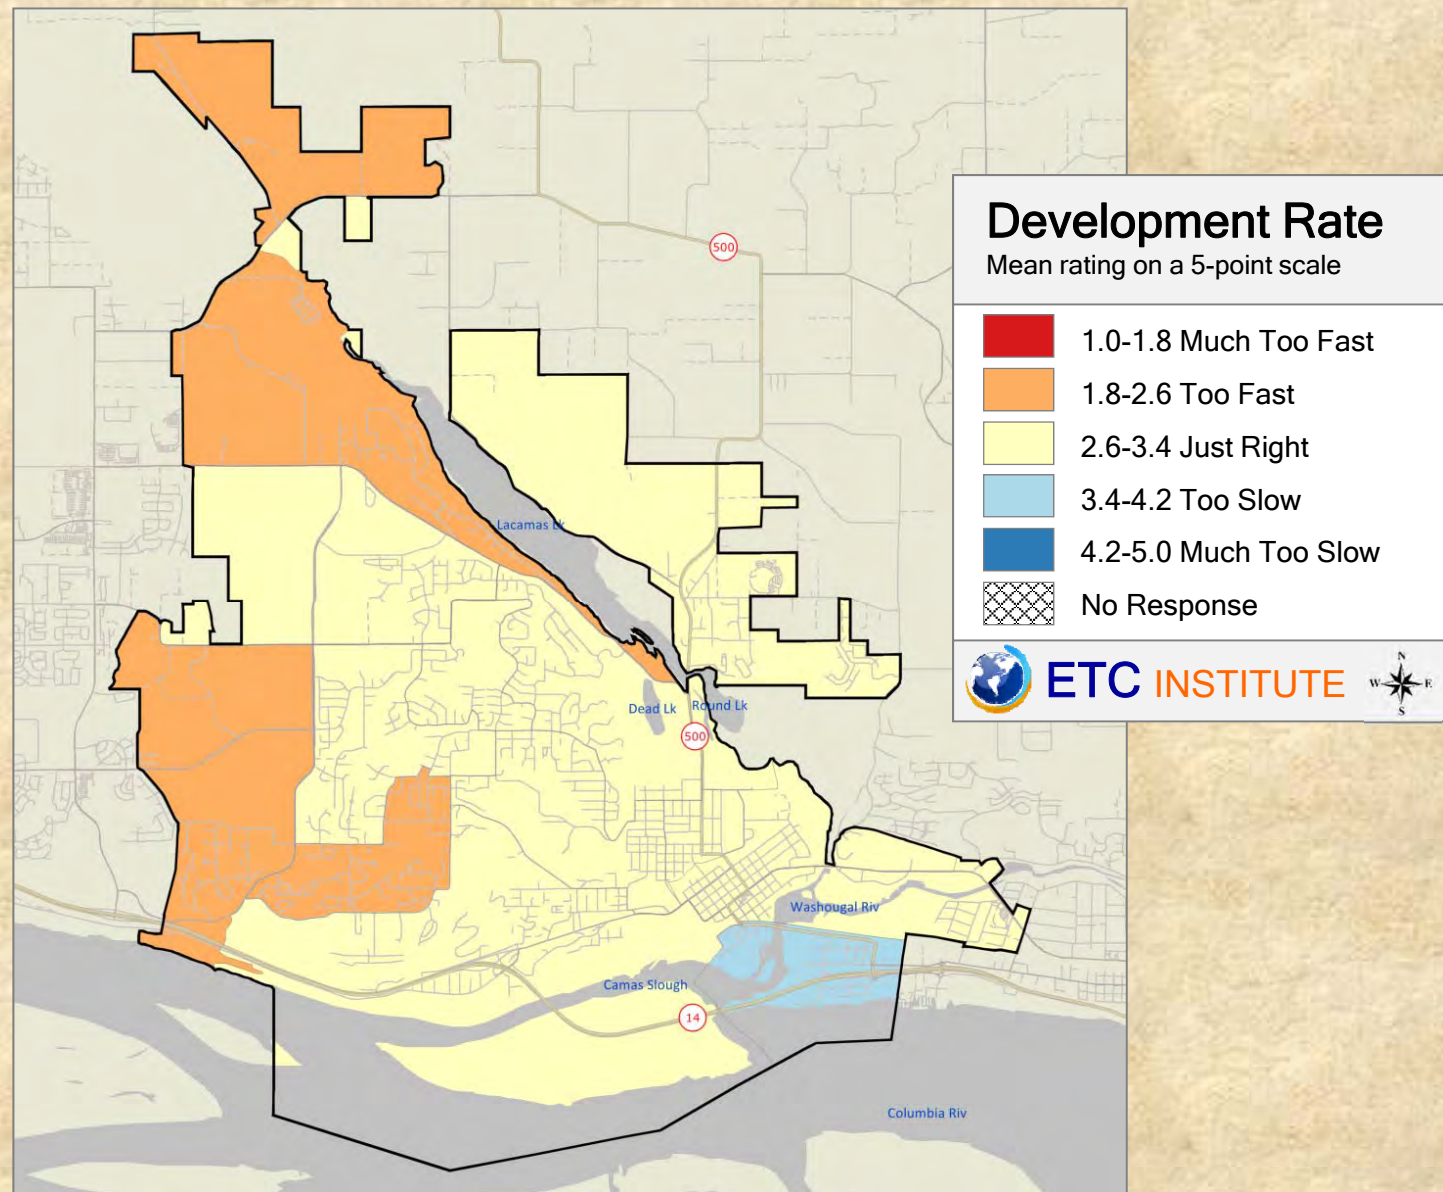 500
Lacamas Lk
Dead Lk
Round Lk
500
Washougal Riv
Camas Slough
14
Columbia Riv
Development Rate
Mean rating on a 5-point scale
1.0-1.8 Much Too Fast
1.8-2.6 Too Fast
2.6-3.4 Just Right
3.4-4.2 Too Slow
4.2-5.0 Much Too Slow
No Response
ETC INSTITUTE
N
W E
S